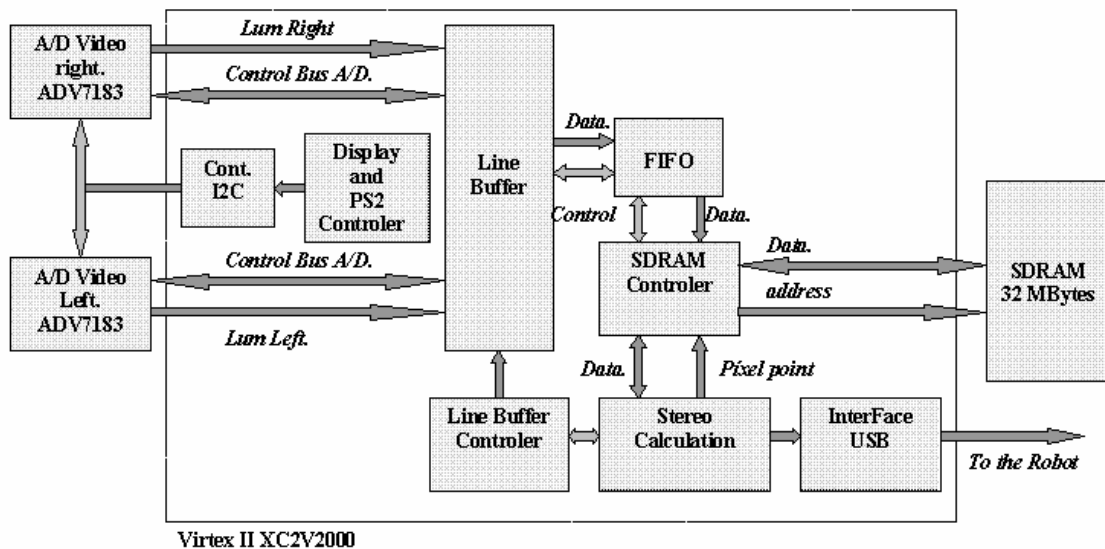 A/D Video
right.
ADV7183
Lum Right
Control Bus A/D.
Cont.
I2C
Display
and
PS2
Controler
A/D Video
Left.
ADV7183
Control Bus A/D.
Lum Left.
Line
Buffer
Data.
FIFO
Control
Data.
SDRAM
Controler
Data.
address
SDRAM
32 MBytes
Data.
Pixel point
Line Buffer
Controler
Stereo
Calculation
InterFace
USB
To the Robot
Virtex II XC2V2000